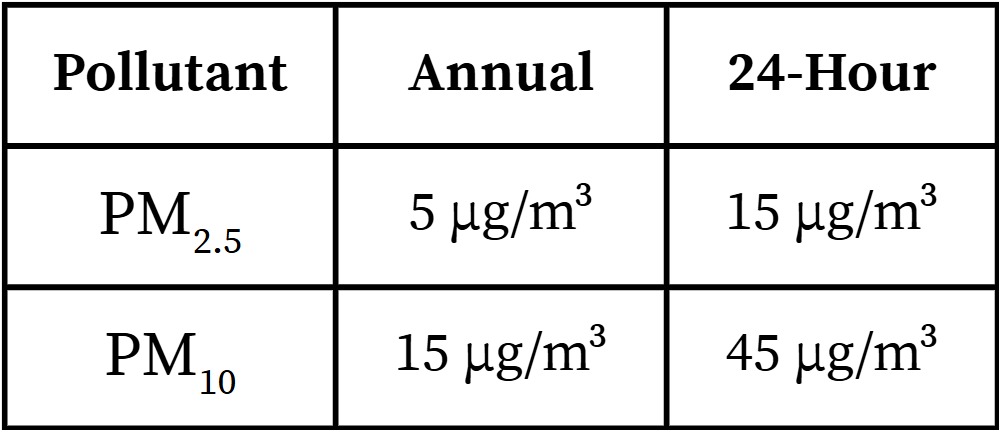 Pollutant Annual 24-Hour
PM₂.₅ 5 μg/m³ 15 μg/m³
PM₁₀ 15 μg/m³ 45 μg/m³